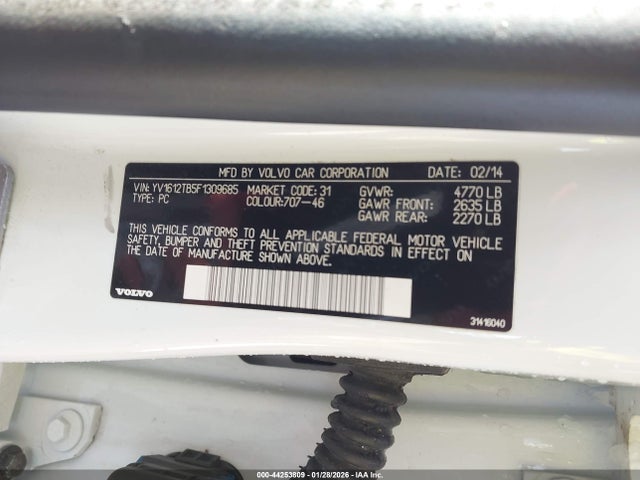 MFD BY VOLVO CAR CORPORATION DATE: 02/14
VIN: YV1612TB5F1309685 MARKET CODE: 31 GVWR: 4770 LB
TYPE: PC COLOUR:707-46 GAWR FRONT: 2635 LB
GAWR REAR: 2270 LB
THIS VEHICLE CONFORMS TO ALL APPLICABLE FEDERAL MOTOR VEHICLE
SAFETY, BUMPER AND THEFT PREVENTION STANDARDS IN EFFECT ON
THE DATE OF MANUFACTURE SHOWN ABOVE.
VOLVO
31416040
000-44253809 - 01/28/2026 - IAA Inc.